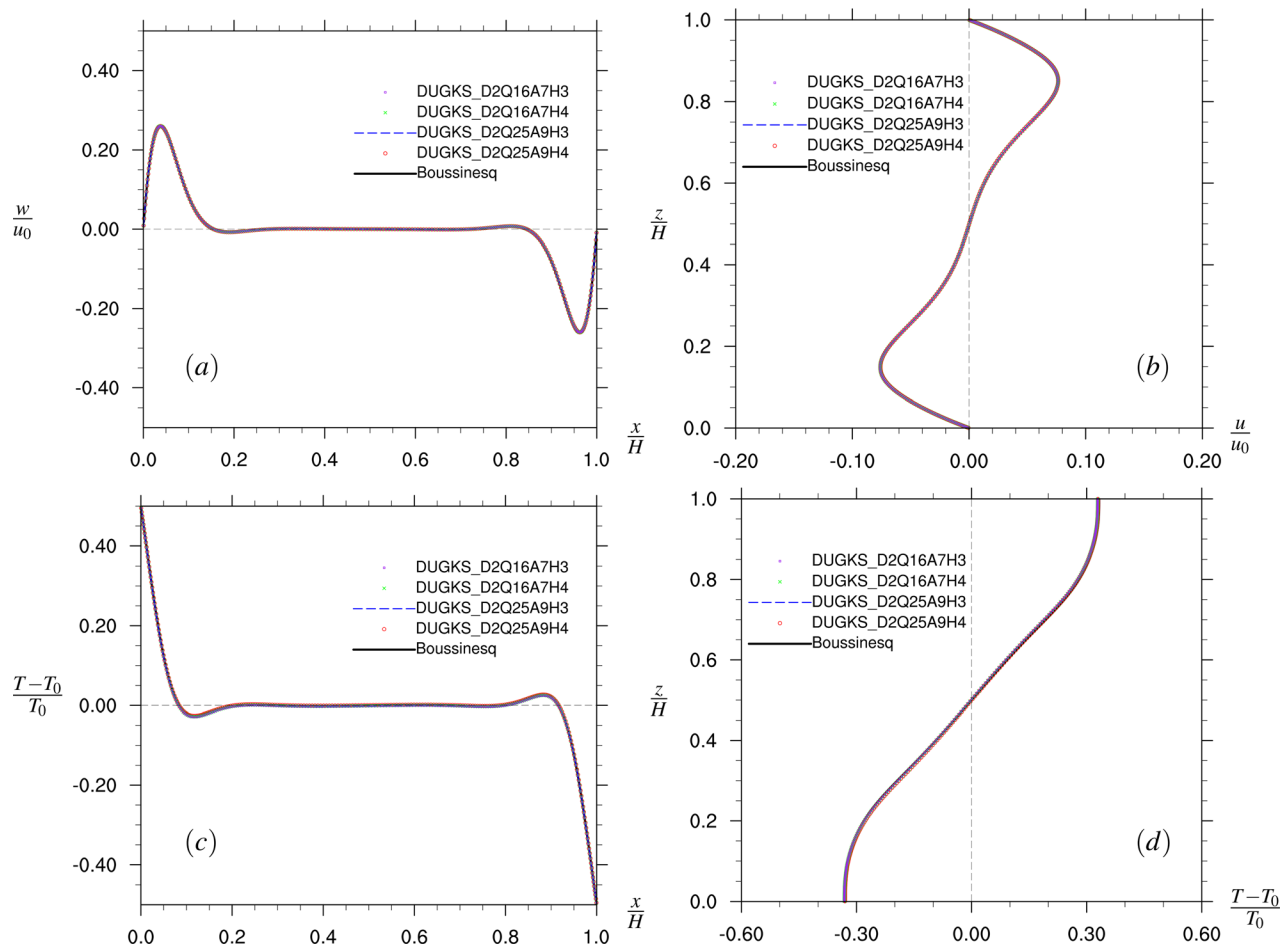 0.40
0.20
0.00
-0.20
-0.40
w/u₀
DUGKS_D2Q16A7H3
DUGKS_D2Q16A7H4
DUGKS_D2Q25A9H3
DUGKS_D2Q25A9H4
Boussinesq
(a)
0.0 0.2 0.4 0.6 0.8 1.0
x/H
1.0
0.8
0.6
0.4
0.2
0.0
z/H
DUGKS_D2Q16A7H3
DUGKS_D2Q16A7H4
DUGKS_D2Q25A9H3
DUGKS_D2Q25A9H4
Boussinesq
(b)
-0.20 -0.10 0.00 0.10 0.20
u/u₀
0.40
0.20
0.00
-0.20
-0.40
T−T₀/T₀
DUGKS_D2Q16A7H3
DUGKS_D2Q16A7H4
DUGKS_D2Q25A9H3
DUGKS_D2Q25A9H4
Boussinesq
(c)
0.0 0.2 0.4 0.6 0.8 1.0
x/H
1.0
0.8
0.6
0.4
0.2
0.0
z/H
DUGKS_D2Q16A7H3
DUGKS_D2Q16A7H4
DUGKS_D2Q25A9H3
DUGKS_D2Q25A9H4
Boussinesq
(d)
-0.60 -0.30 0.00 0.30 0.60
T−T₀/T₀